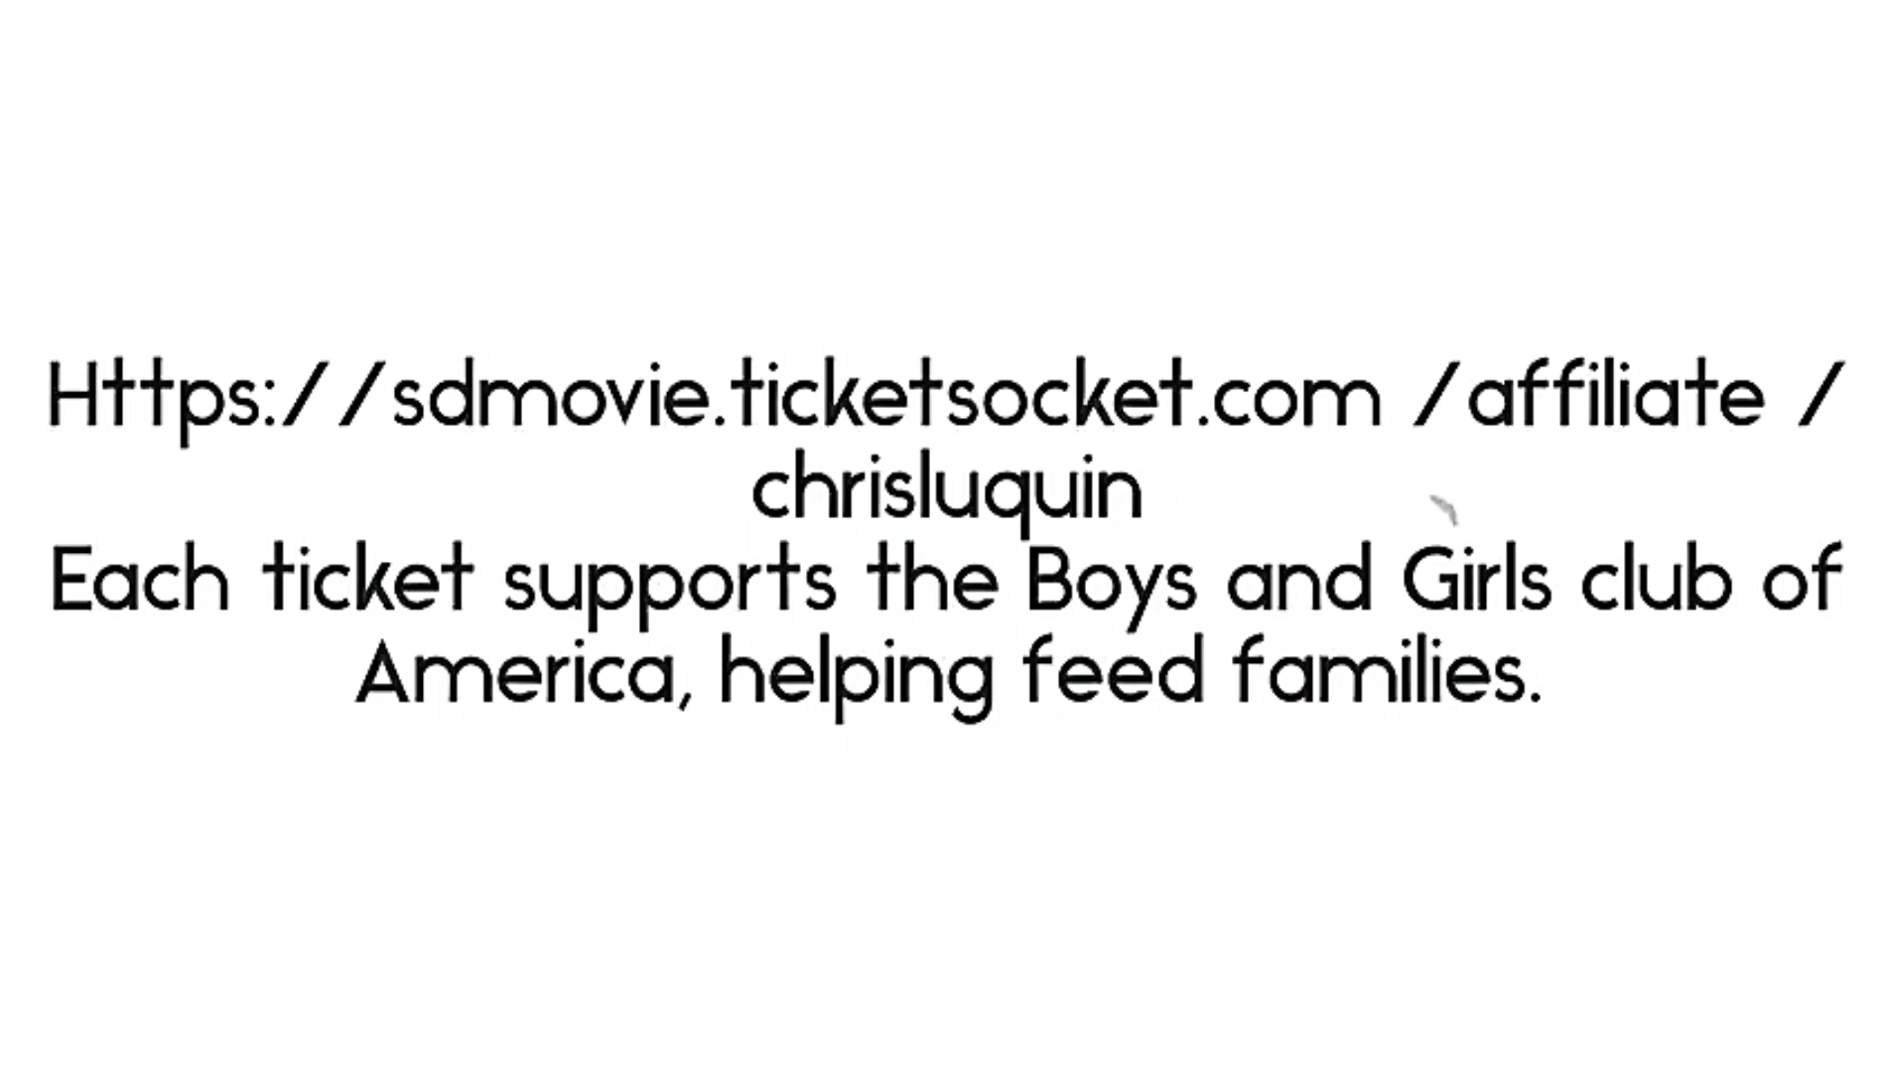 Https://sdmovie.ticketsocket.com /affiliate /
chrisluquin
Each ticket supports the Boys and Girls club of
America, helping feed families.